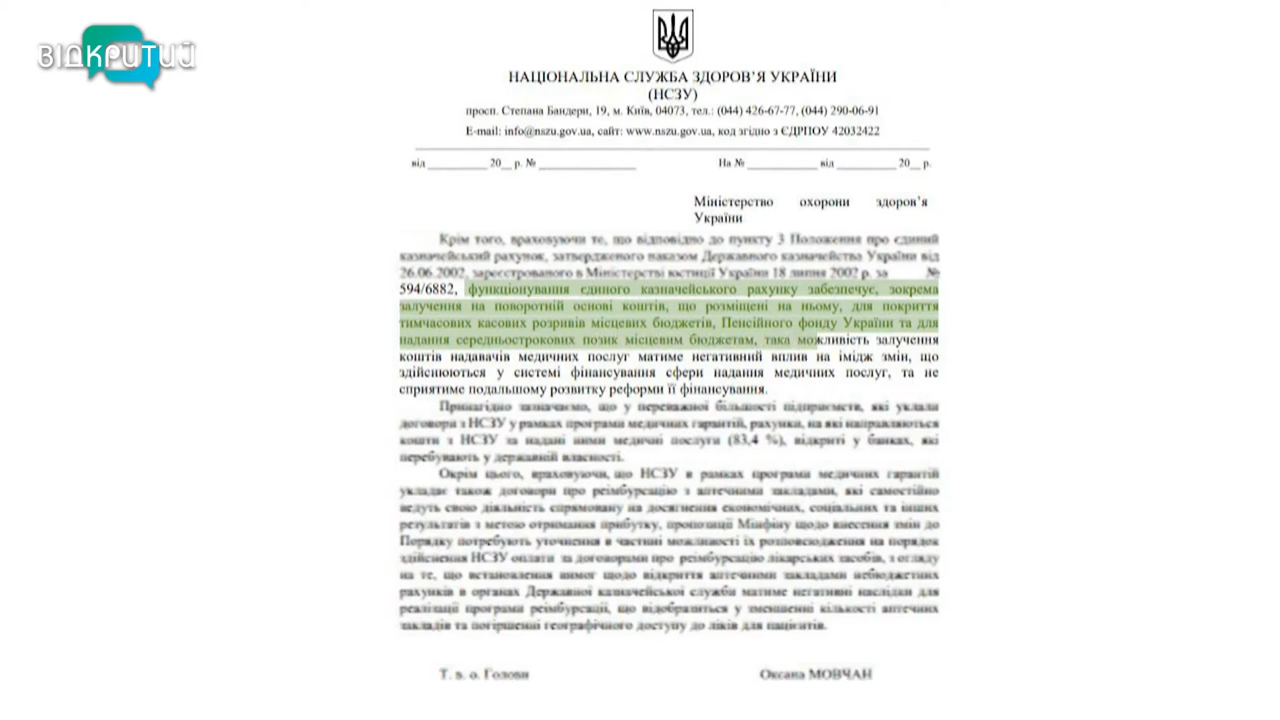 ВІДКРИТИЙ
НАЦІОНАЛЬНА СЛУЖБА ЗДОРОВ’Я УКРАЇНИ
(НСЗУ)
просп. Степана Бандери, 19, м. Київ, 04073, тел.: (044) 426-67-77, (044) 290-06-91
E-mail: info@nszu.gov.ua, сайт: www.nszu.gov.ua, код згідно з ЄДРПОУ 42032422
від ___________ 20__ р. № __________________ На № _____________ від ___________ 20__ р.
Міністерство охорони здоров’я
України
Крім того, враховуючи те, що відповідно до пункту 3 Положення про єдиний
казначейський рахунок, затвердженого наказом Державного казначейства України від
26.06.2002, зареєстрованого в Міністерстві юстиції України 18 липня 2002 р. за №
594/6882, функціонування єдиного казначейського рахунку забезпечує, зокрема
залучення на поворотній основі коштів, що розміщені на ньому, для покриття
тимчасових касових розривів місцевих бюджетів, Пенсійного фонду України та для
надання середньострокових позик місцевим бюджетам, така можливість залучення
коштів надавачів медичних послуг матиме негативний вплив на імідж змін, що
здійснюються у системі фінансування сфери надання медичних послуг, та не
сприятиме подальшому розвитку реформи її фінансування.
Принагідно зазначаємо, що у переважної більшості підприємств, які уклали
договори з НСЗУ у рамках програми медичних гарантій, рахунки, на які направляються
кошти з НСЗУ за надані ними медичні послуги (83,4 %), відкриті у банках, які
перебувають у державній власності.
Окрім цього, враховуючи, що НСЗУ в рамках програми медичних гарантій
укладає також договори про реімбурсацію з аптечними закладами, які самостійно
ведуть свою діяльність спрямовану на досягнення економічних, соціальних та інших
результатів з метою отримання прибутку, пропозиції Мінфіну щодо внесення змін до
Порядку потребують уточнення в частині можливості їх розповсюдження на порядок
здійснення НСЗУ оплати за договорами про реімбурсацію лікарських засобів, з огляду
на те, що встановлення вимог щодо відкриття аптечними закладами небюджетних
рахунків в органах Державної казначейської служби матиме негативні наслідки для
реалізації програми реімбурсації, що відобразиться у зменшенні кількості аптечних
закладів та погіршенні географічного доступу до ліків для пацієнтів.
Т. в. о. Голови Оксана МОВЧАН